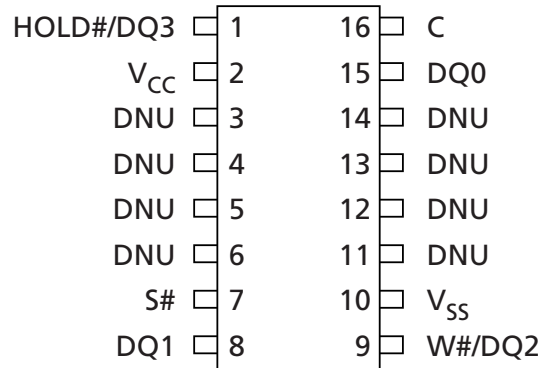 HOLD#/DQ3 1 16 C
VCC 2 15 DQ0
DNU 3 14 DNU
DNU 4 13 DNU
DNU 5 12 DNU
DNU 6 11 DNU
S# 7 10 VSS
DQ1 8 9 W#/DQ2